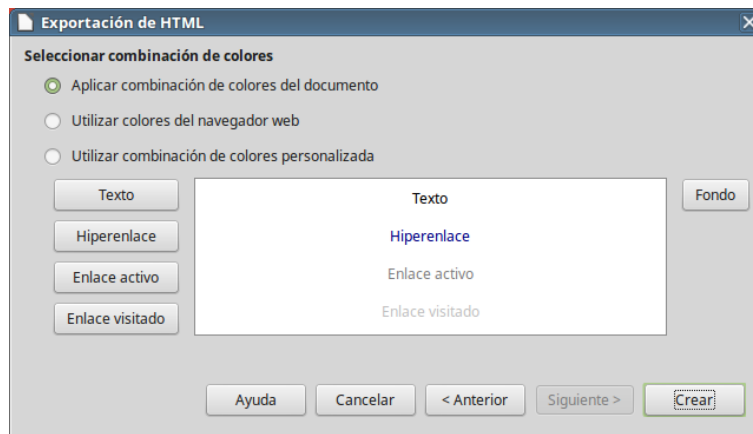 Exportación de HTML
Seleccionar combinación de colores
Aplicar combinación de colores del documento
Utilizar colores del navegador web
Utilizar combinación de colores personalizada
Texto
Texto
Fondo
Hiperenlace
Hiperenlace
Enlace activo
Enlace activo
Enlace visitado
Enlace visitado
Ayuda
Cancelar
< Anterior
Siguiente >
Crear